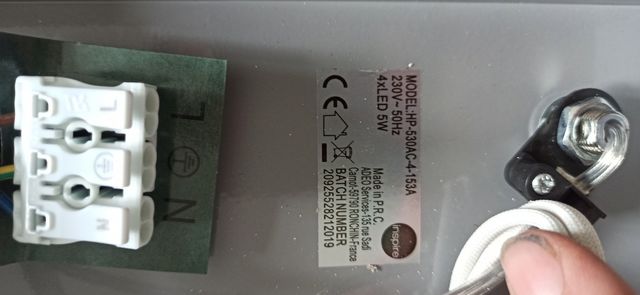 MODEL:HP-530AC-4-153A
230V~ 50Hz
4xLED 5W
CE
inspire
Made in P.R.C.
ADEO Services-135 rue Sadi
Carnot-59790 RONCHIN-France
BATCH NUMBER
20925528212019
L
N
L
N